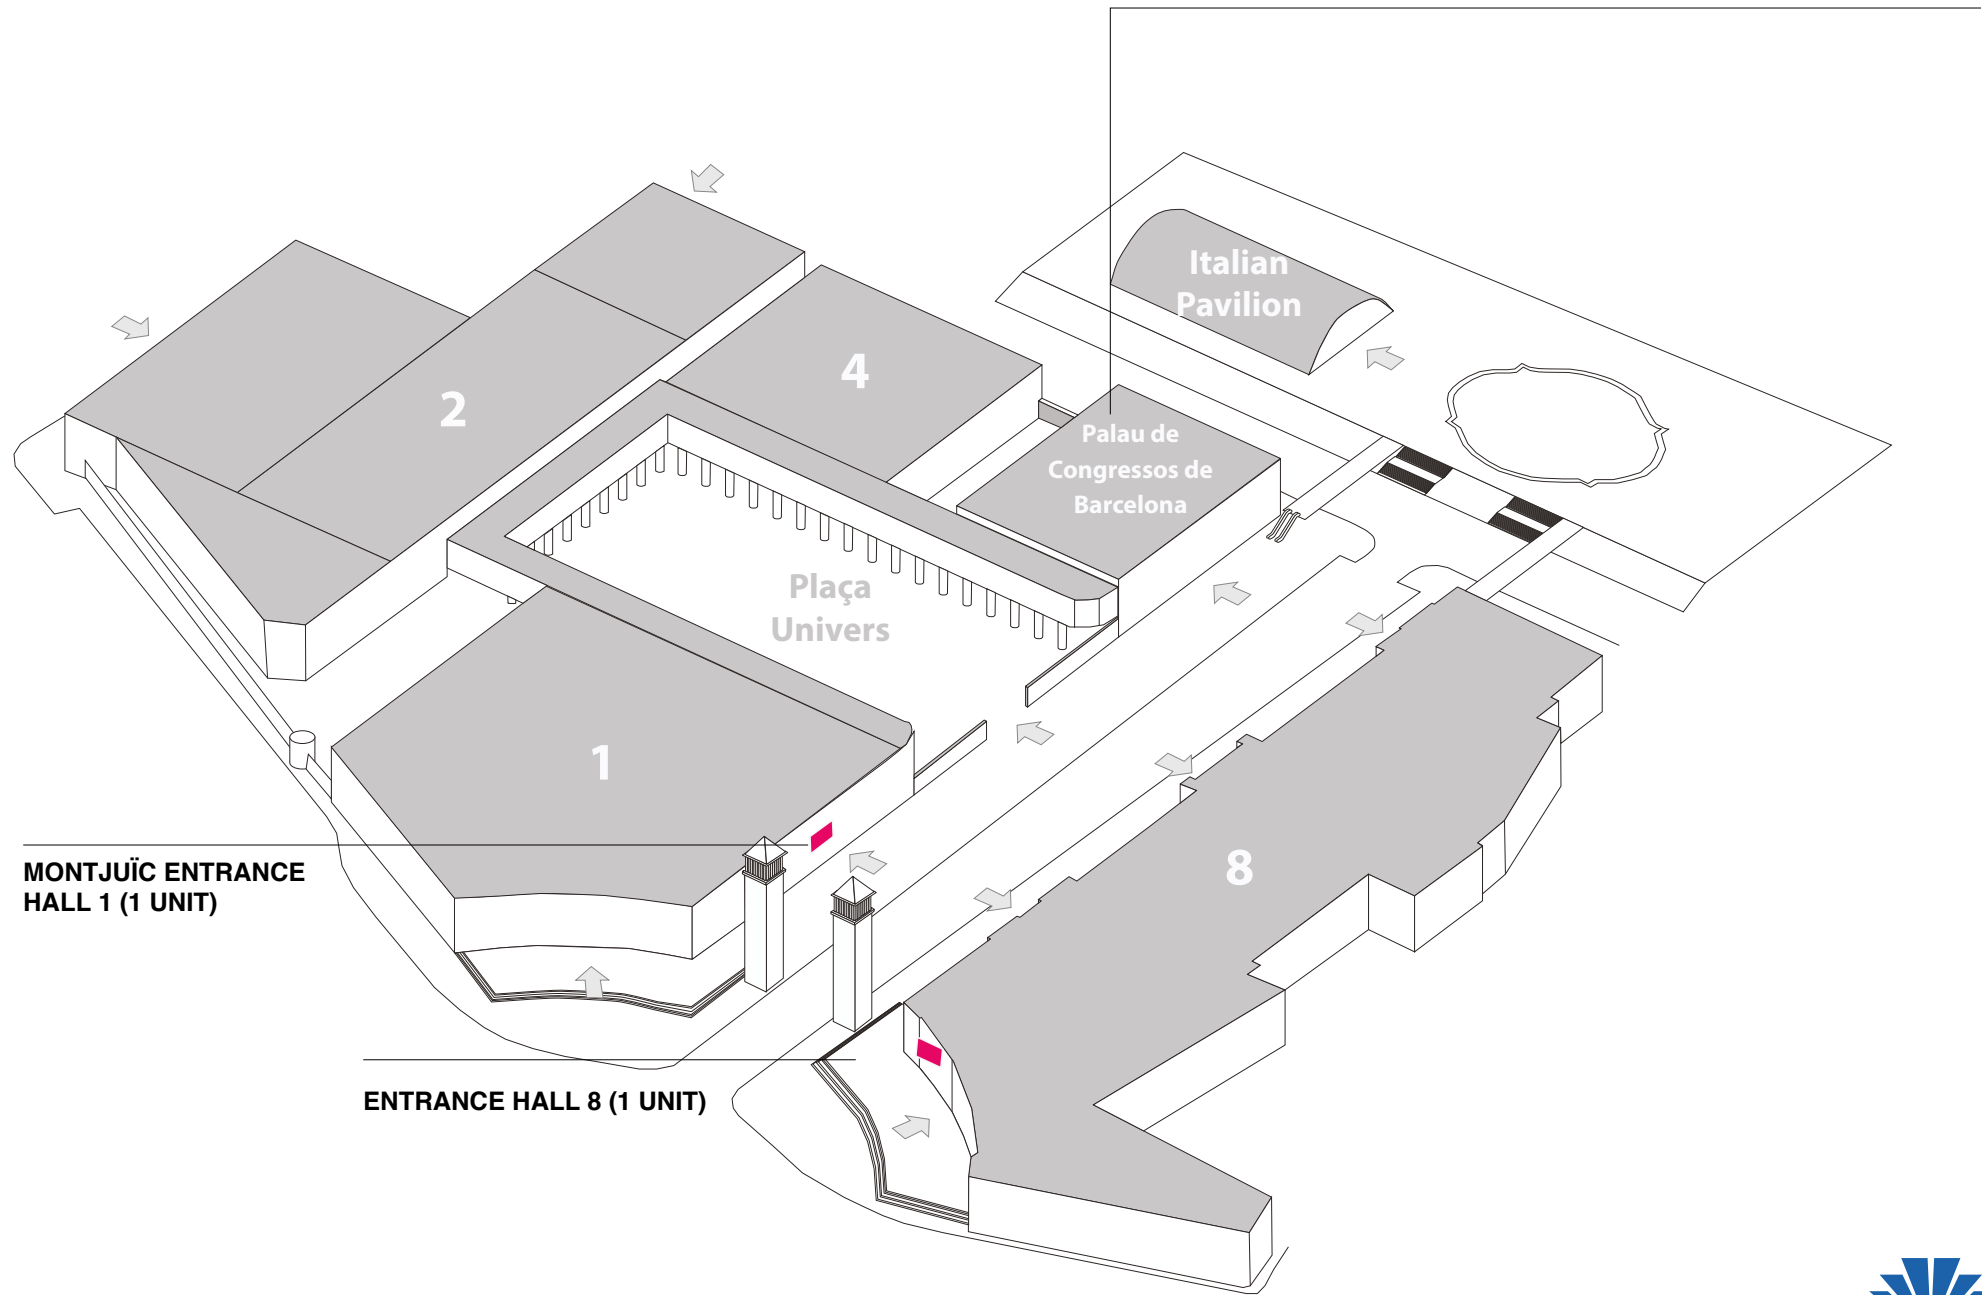 Italian
Pavilion
4
2
Palau de
Congressos de
Barcelona
Plaça
Univers
1
8
MONTJUÏC ENTRANCE
HALL 1 (1 UNIT)
ENTRANCE HALL 8 (1 UNIT)